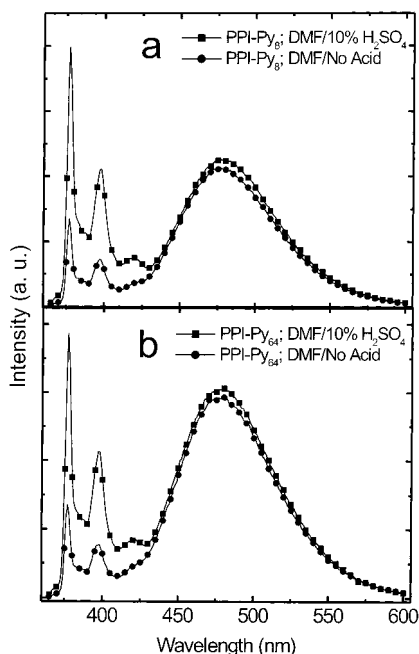 a
PPI-Py₈; DMF/10% H₂SO₄
PPI-Py₈; DMF/No Acid
b
PPI-Py₆₄; DMF/10% H₂SO₄
PPI-Py₆₄; DMF/No Acid
Intensity (a. u.)
400 450 500 550 600
Wavelength (nm)